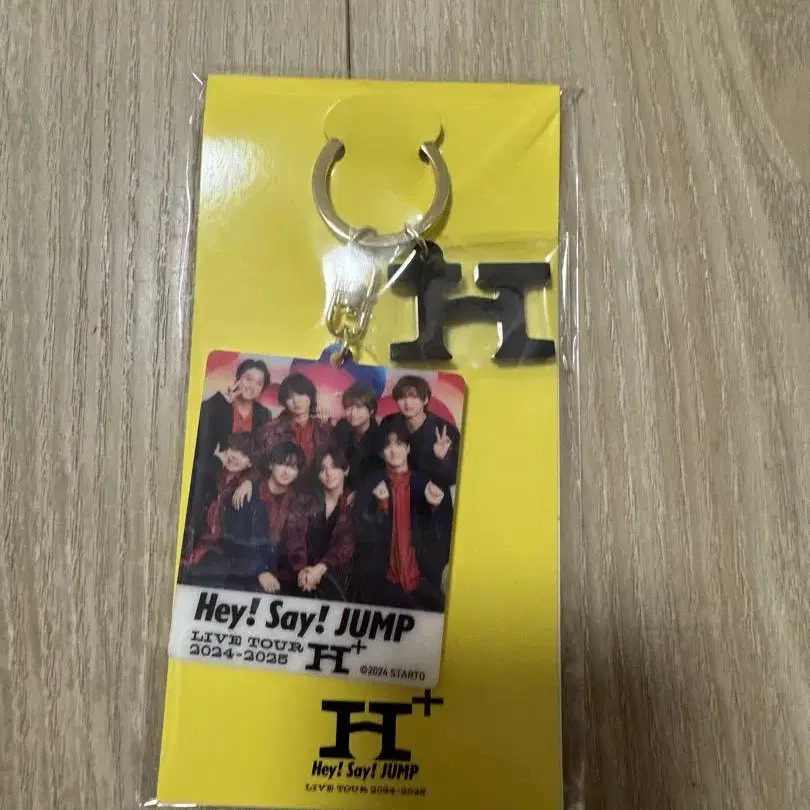 H
Hey! Say! JUMP
LIVE TOUR
2024-2025
H+
©2024 STARTO
H+
Hey! Say! JUMP
LIVE TOUR 2024-2025